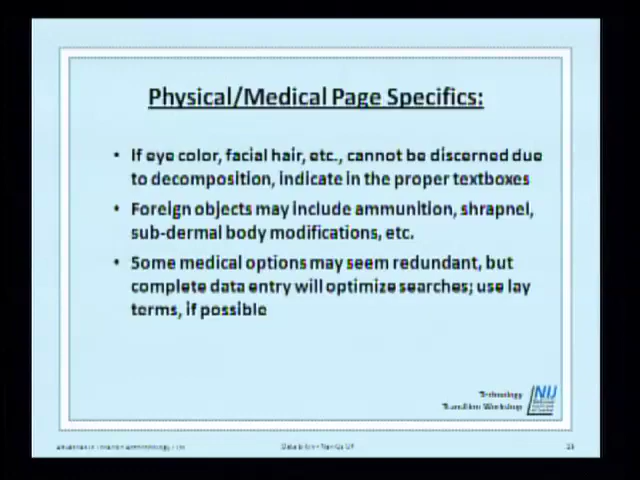 Physical/Medical Page Specifics:
• If eye color, facial hair, etc., cannot be discerned due
to decomposition, indicate in the proper textboxes
• Foreign objects may include ammunition, shrapnel,
sub-dermal body modifications, etc.
• Some medical options may seem redundant, but
complete data entry will optimize searches; use lay
terms, if possible
Technology
Transition Workshop
NIJ